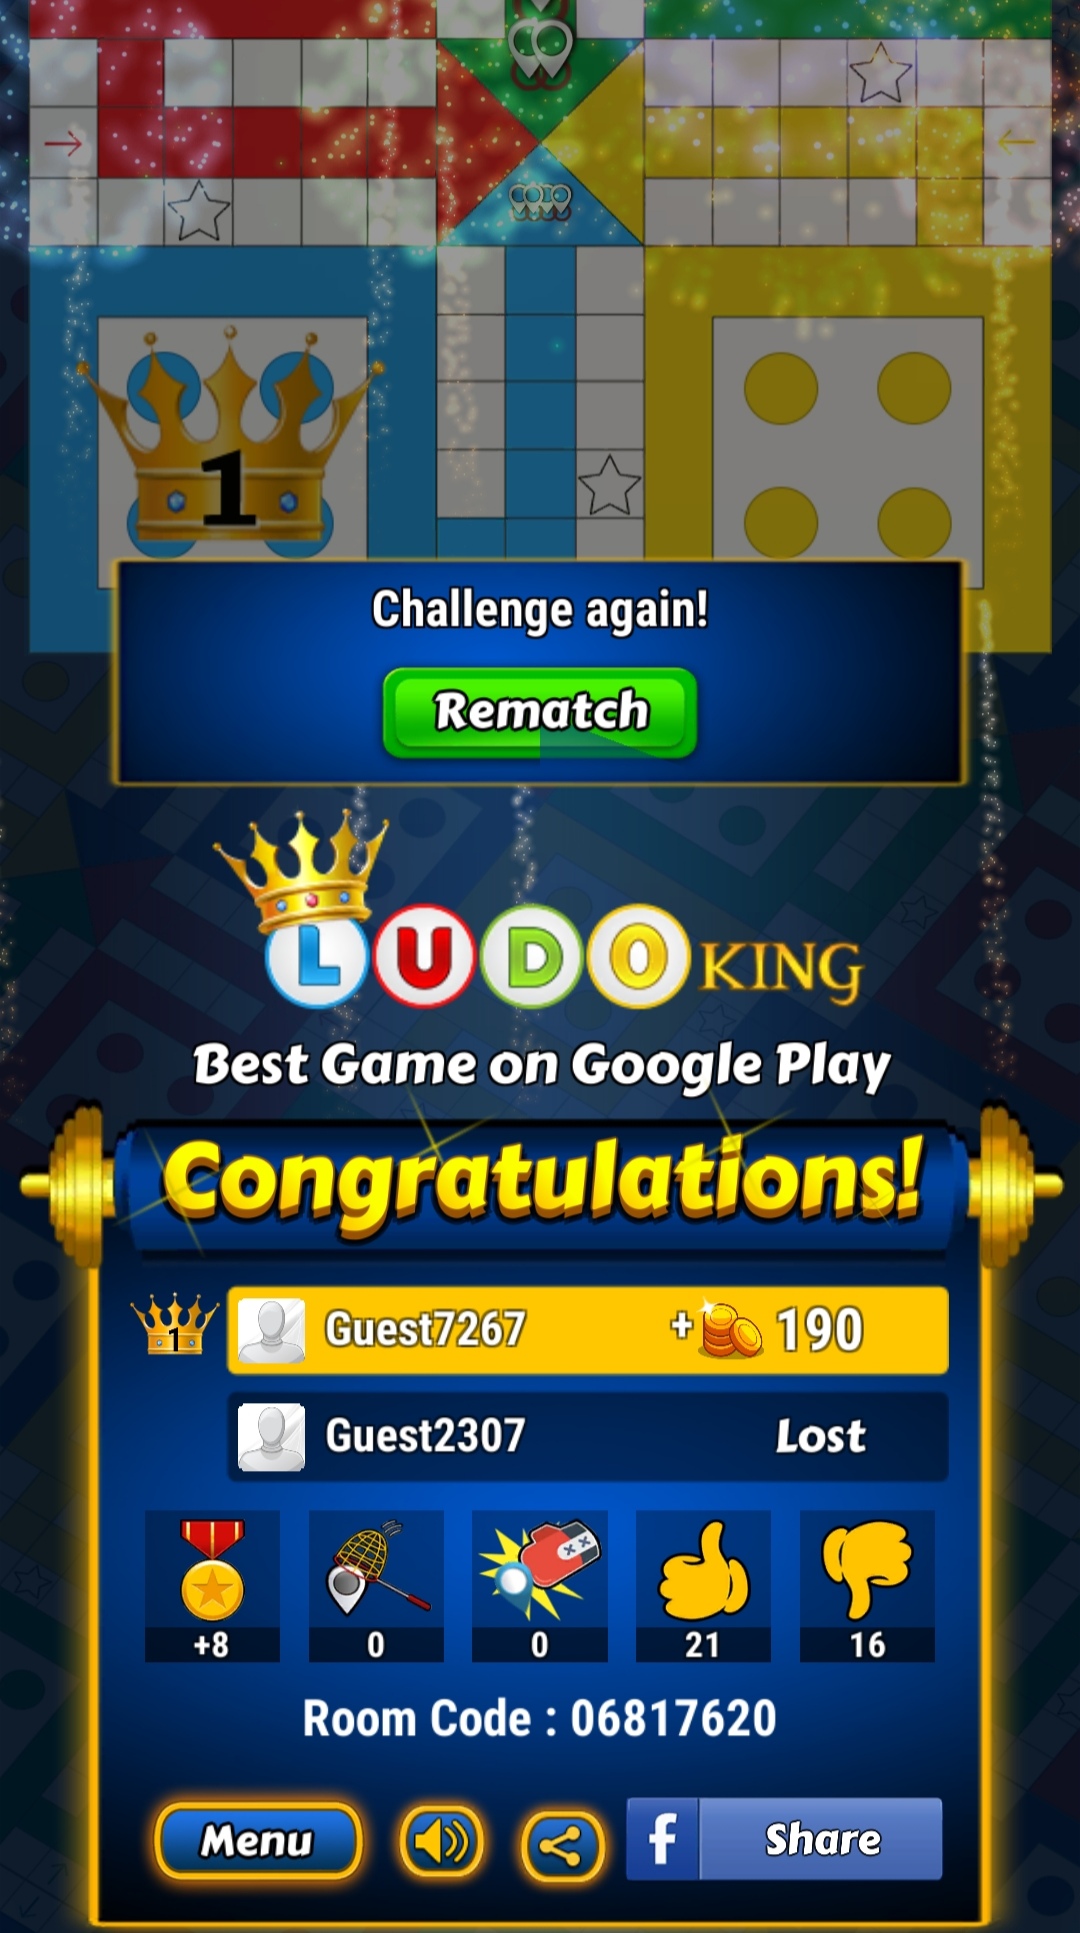 1
Challenge again!
Rematch
LUDO KING
Best Game on Google Play
Congratulations!
1 Guest7267 + 190
Guest2307 Lost
+8 0 0 21 16
Room Code : 06817620
Menu f Share